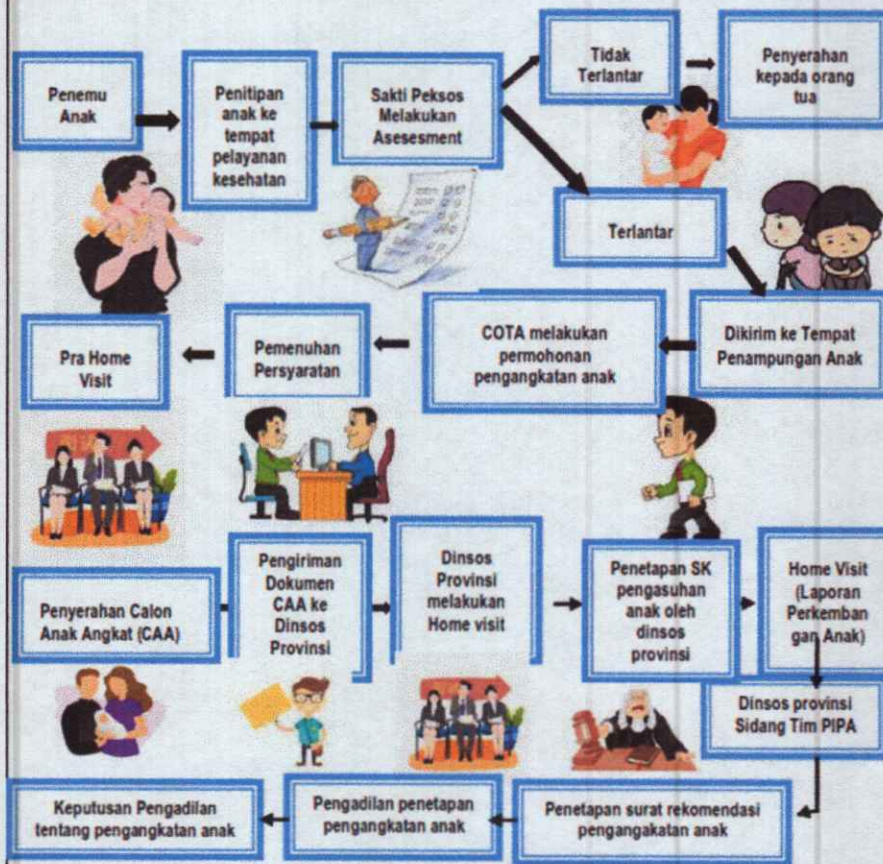 Penemu
Anak
Penitipan
anak ke
tempat
pelayanan
kesehatan
Sakti Peksos
Melakukan
Asesesment
Tidak
Terlantar
Penyerahan
kepada orang
tua
Terlantar
Dikirim ke Tempat
Penampungan Anak
COTA melakukan
permohonan
pengangkatan anak
Pemenuhan
Persyaratan
Pra Home
Visit
Penyerahan Calon
Anak Angkat (CAA)
Pengiriman
Dokumen
CAA ke
Dinsos
Provinsi
Dinsos
Provinsi
melakukan
Home visit
Penetapan SK
pengasuhan
anak oleh
dinsos
provinsi
Home Visit
(Laporan
Perkemban
gan Anak)
Dinsos provinsi
Sidang Tim PIPA
Penetapan surat rekomendasi
pengangakatan anak
Pengadilan penetapan
pengangkatan anak
Keputusan Pengadilan
tentang pengangkatan anak